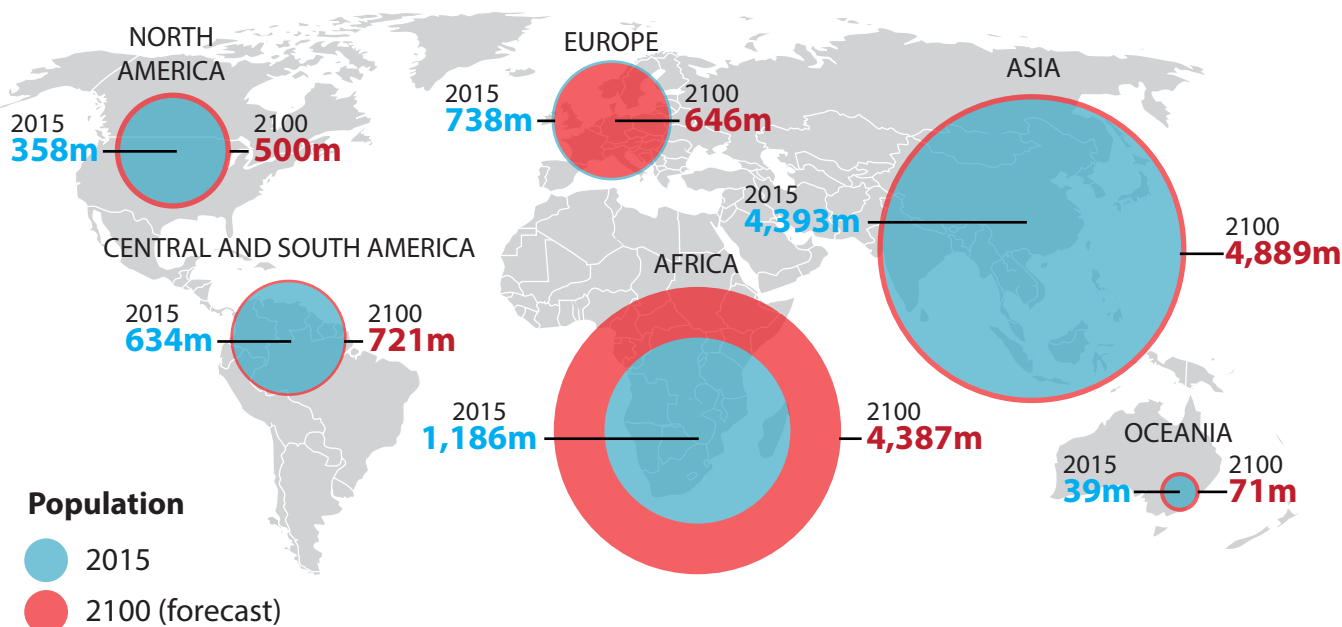 NORTH
AMERICA
2015
358m
2100
500m
EUROPE
2015
738m
2100
646m
ASIA
2015
4,393m
2100
4,889m
CENTRAL AND SOUTH AMERICA
2015
634m
2100
721m
AFRICA
2015
1,186m
2100
4,387m
OCEANIA
2015
39m
2100
71m
Population
2015
2100 (forecast)